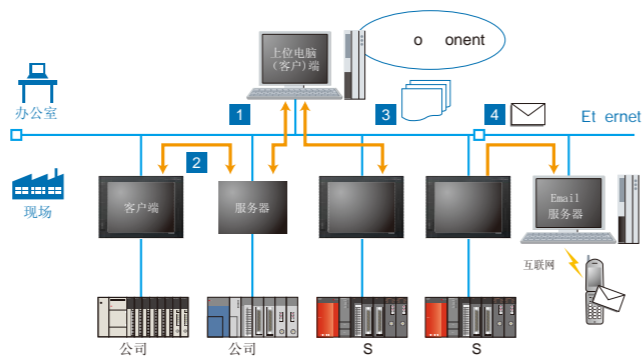 o onent
上位电脑
(客户)端
办公室
1
3
4
Et ernet
2
现场
客户端
服务器
Email
服务器
互联网
公司
公司
S
S